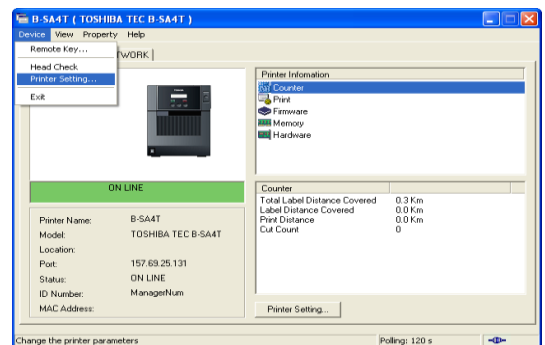 B-SA4T ( TOSHIBA TEC B-SA4T )
Device View Property Help
Remote Key...
Head Check
Printer Setting...
Exit
WORK
Printer Infomation
Counter
Print
Firmware
Memory
Hardware
ON LINE
Counter
Total Label Distance Covered 0.3 Km
Label Distance Covered 0.0 Km
Print Distance 0.0 Km
Cut Count 0
Printer Name: B-SA4T
Model: TOSHIBA TEC B-SA4T
Location:
Port: 157.69.25.131
Status: ON LINE
ID Number: ManagerNum
MAC Address:
Printer Setting...
Change the printer parameters
Polling: 120 s